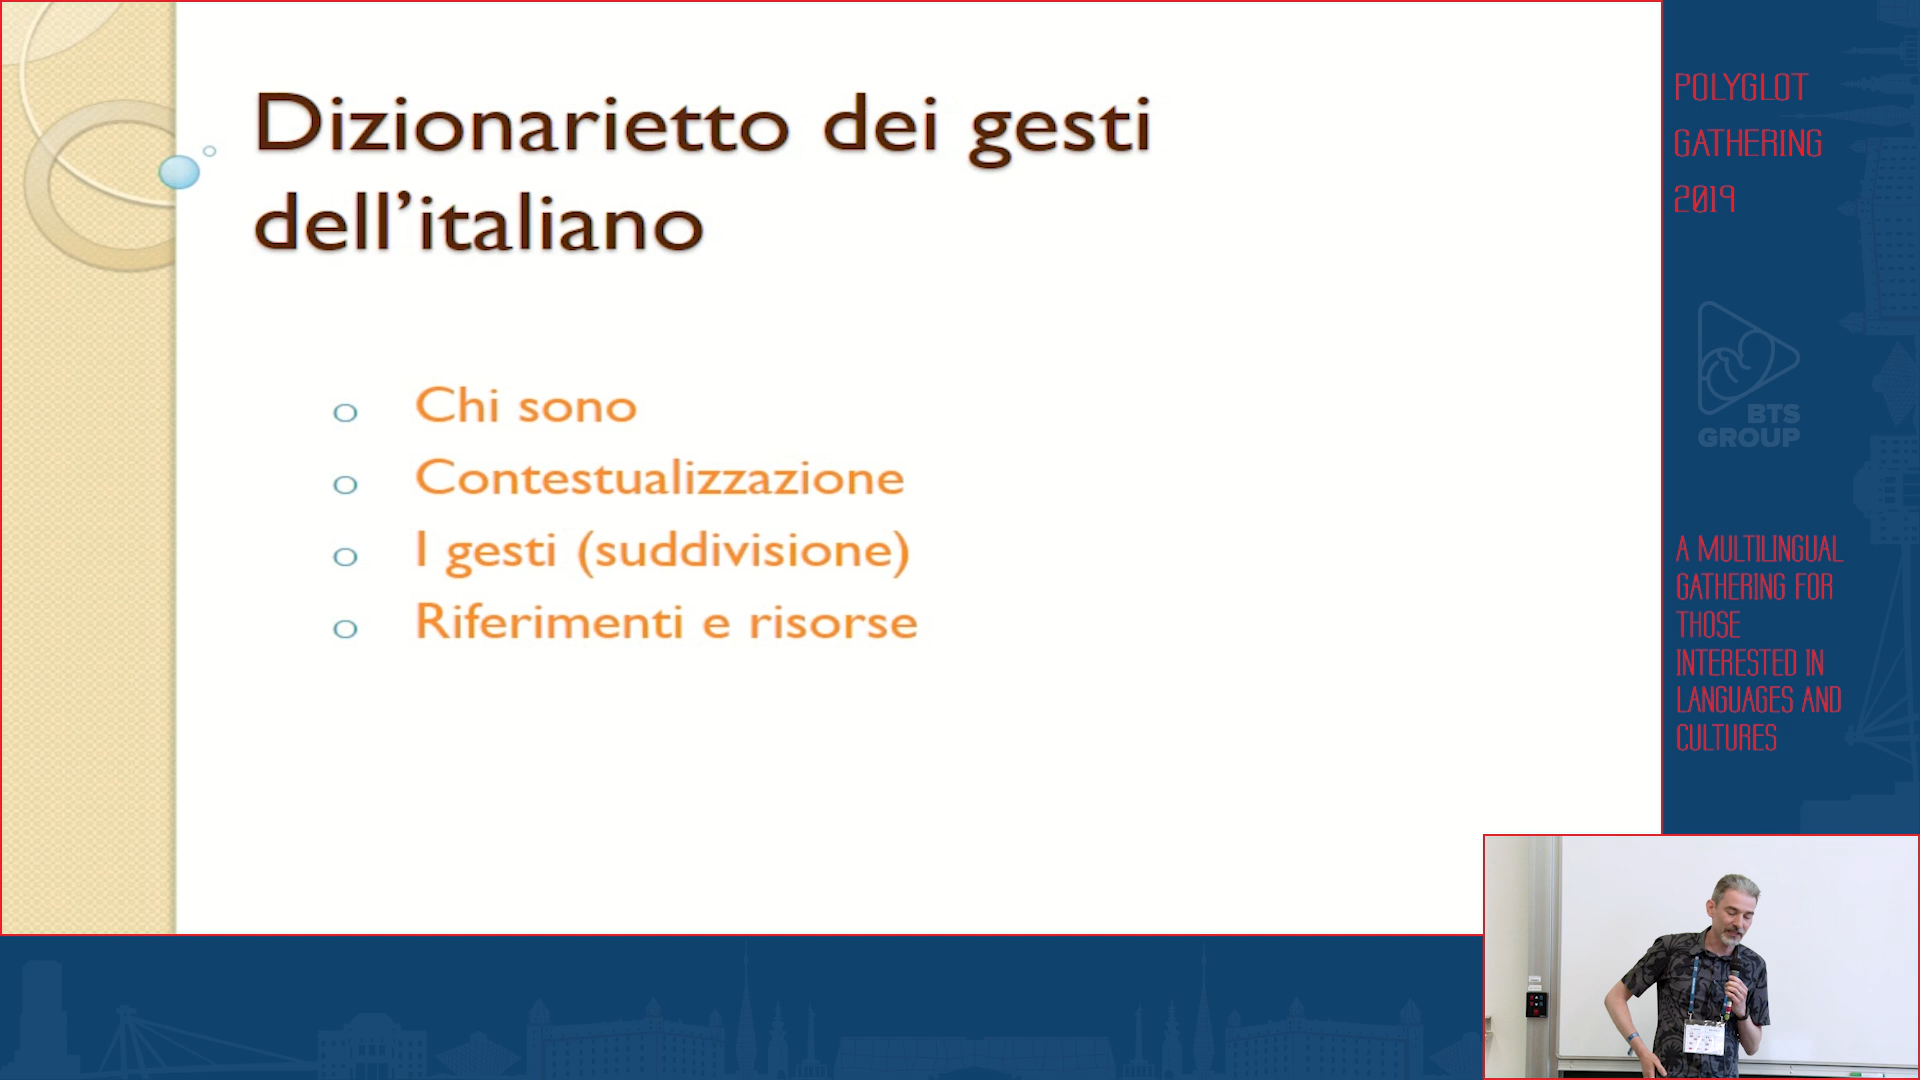 Dizionarietto dei gesti
dell’italiano
Chi sono
Contestualizzazione
I gesti (suddivisione)
Riferimenti e risorse
POLYGLOT
GATHERING
2019
BTS
GROUP
A MULTILINGUAL
GATHERING FOR
THOSE
INTERESTED IN
LANGUAGES AND
CULTURES